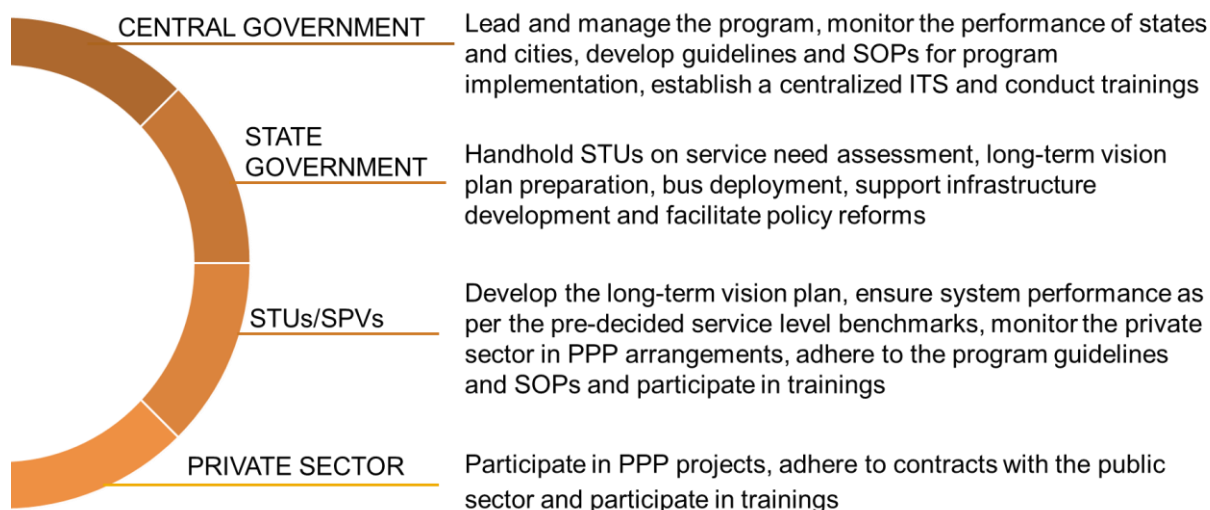 CENTRAL GOVERNMENT
Lead and manage the program, monitor the performance of states
and cities, develop guidelines and SOPs for program
implementation, establish a centralized ITS and conduct trainings
STATE
GOVERNMENT
Handhold STUs on service need assessment, long-term vision
plan preparation, bus deployment, support infrastructure
development and facilitate policy reforms
STUs/SPVs
Develop the long-term vision plan, ensure system performance as
per the pre-decided service level benchmarks, monitor the private
sector in PPP arrangements, adhere to the program guidelines
and SOPs and participate in trainings
PRIVATE SECTOR
Participate in PPP projects, adhere to contracts with the public
sector and participate in trainings